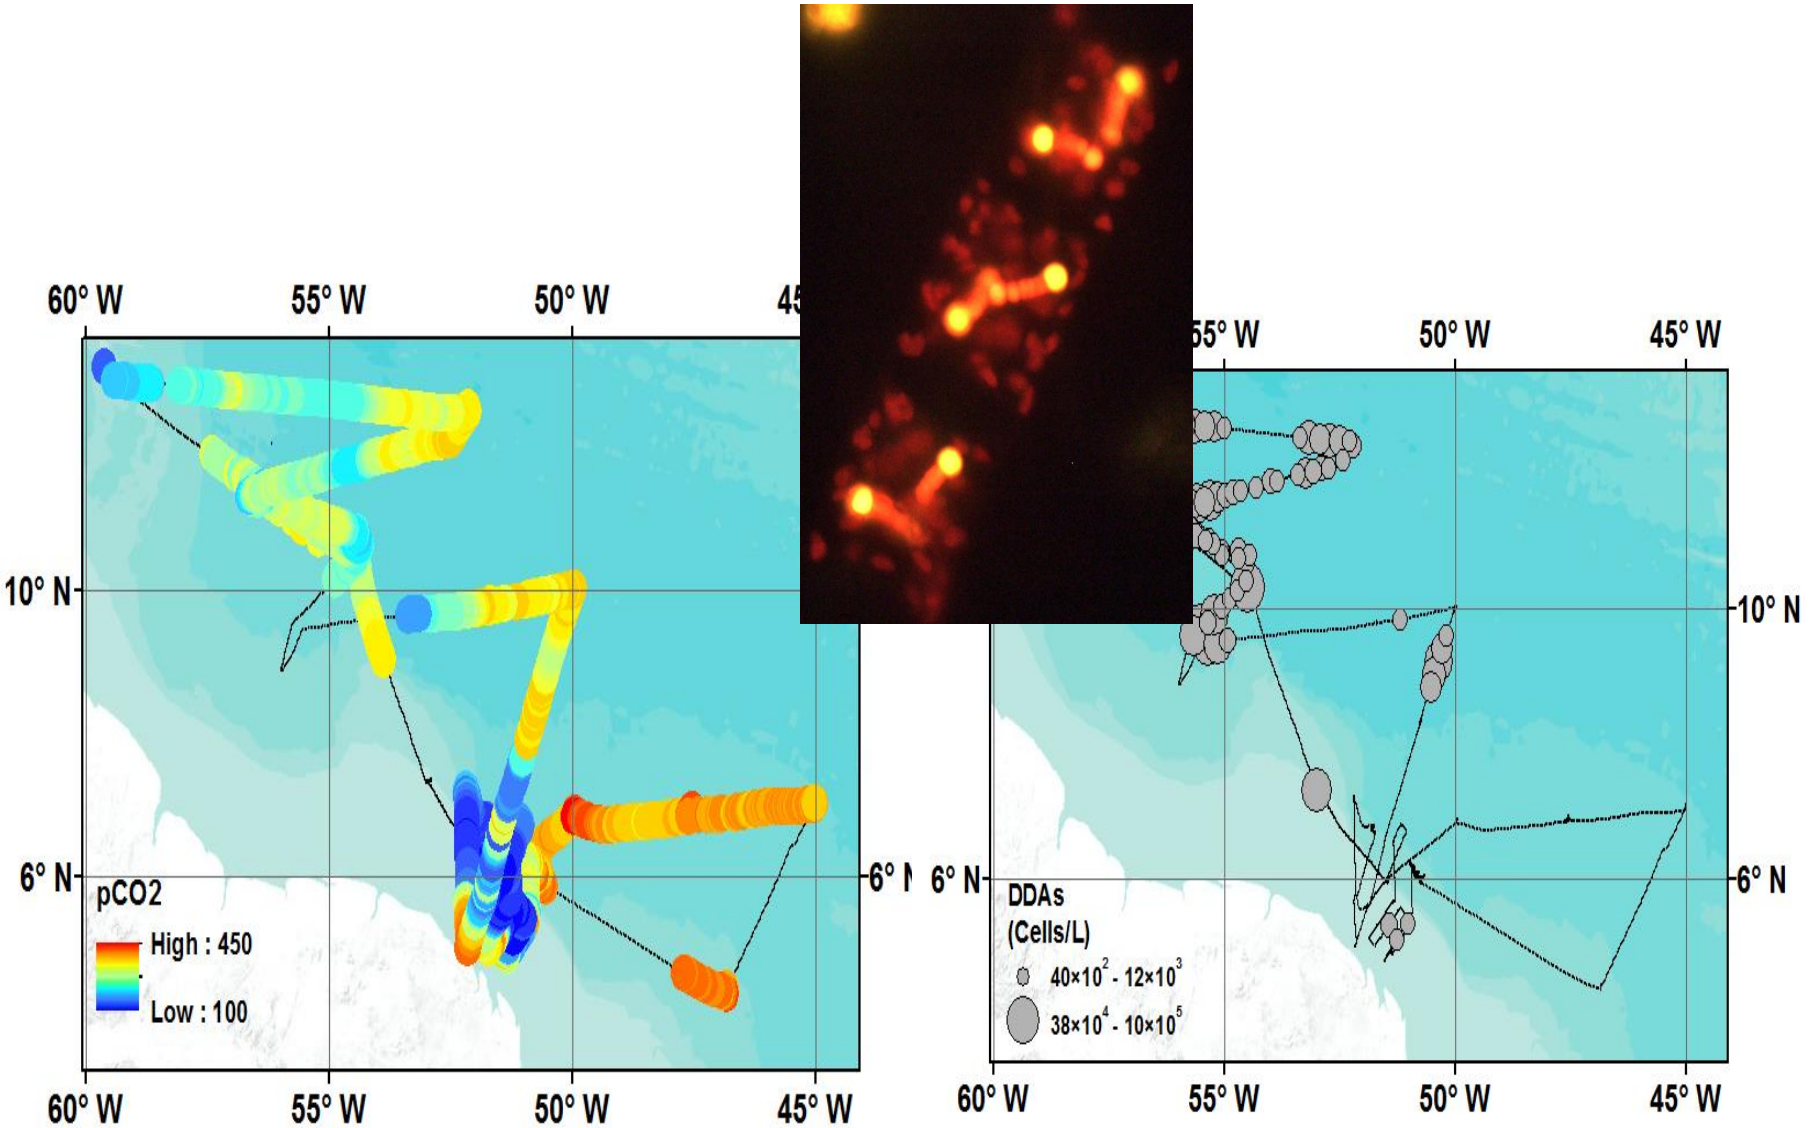 60° W 55° W 50° W 45
10° N
6° N
6° N
pCO2
High : 450
Low : 100
60° W 55° W 50° W 45° W
55° W 50° W 45° W
10° N
6° N
6° N
DDAs
(Cells/L)
40×10² - 12×10³
38×10⁴ - 10×10⁵
60° W 55° W 50° W 45° W